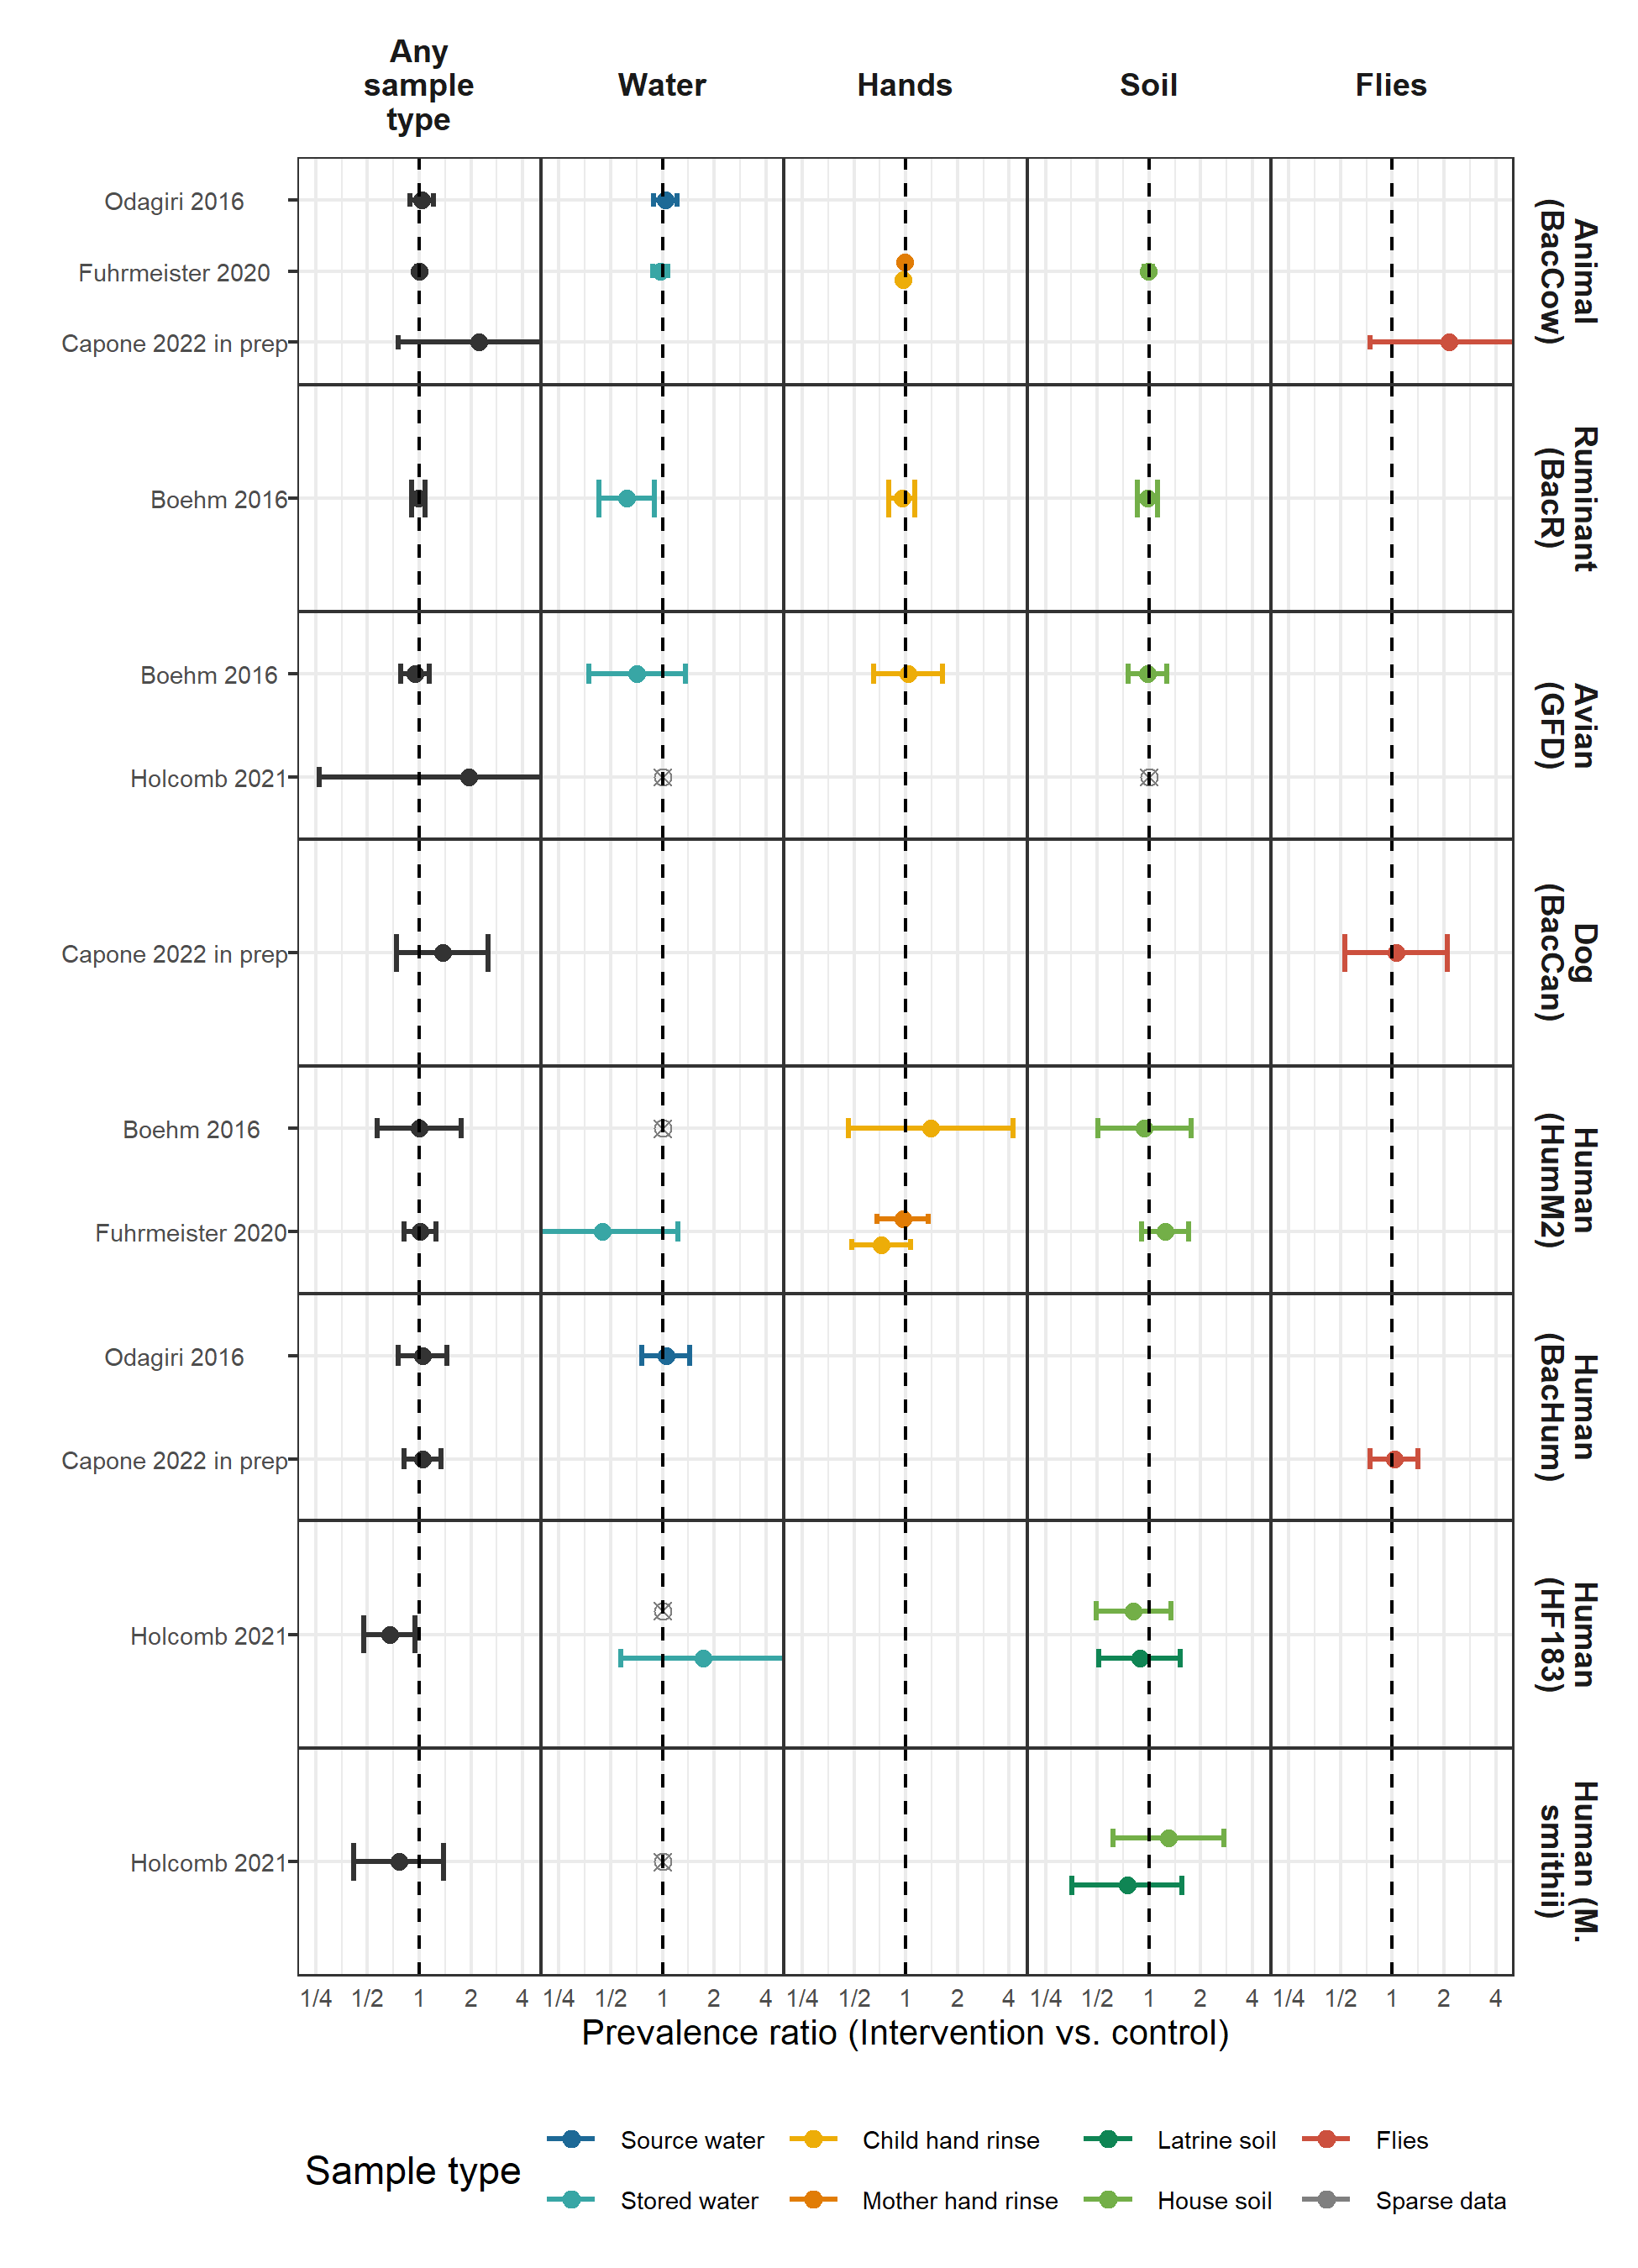 Any
sample
type
Water
Hands
Soil
Flies
Odagiri 2016
Fuhrmeister 2020
Capone 2022 in prep
Animal
(BacCow)
Boehm 2016
Ruminant
(BacR)
Boehm 2016
Holcomb 2021
Avian
(GFD)
Capone 2022 in prep
Dog
(BacCan)
Boehm 2016
Fuhrmeister 2020
Human
(HumM2)
Odagiri 2016
Capone 2022 in prep
Human
(BacHum)
Holcomb 2021
Human
(HF183)
Holcomb 2021
Human (M.
smithii)
1/4 1/2 1 2 4 1/4 1/2 1 2 4 1/4 1/2 1 2 4 1/4 1/2 1 2 4 1/4 1/2 1 2 4
Prevalence ratio (Intervention vs. control)
Sample type
Source water Child hand rinse Latrine soil Flies
Stored water Mother hand rinse House soil Sparse data